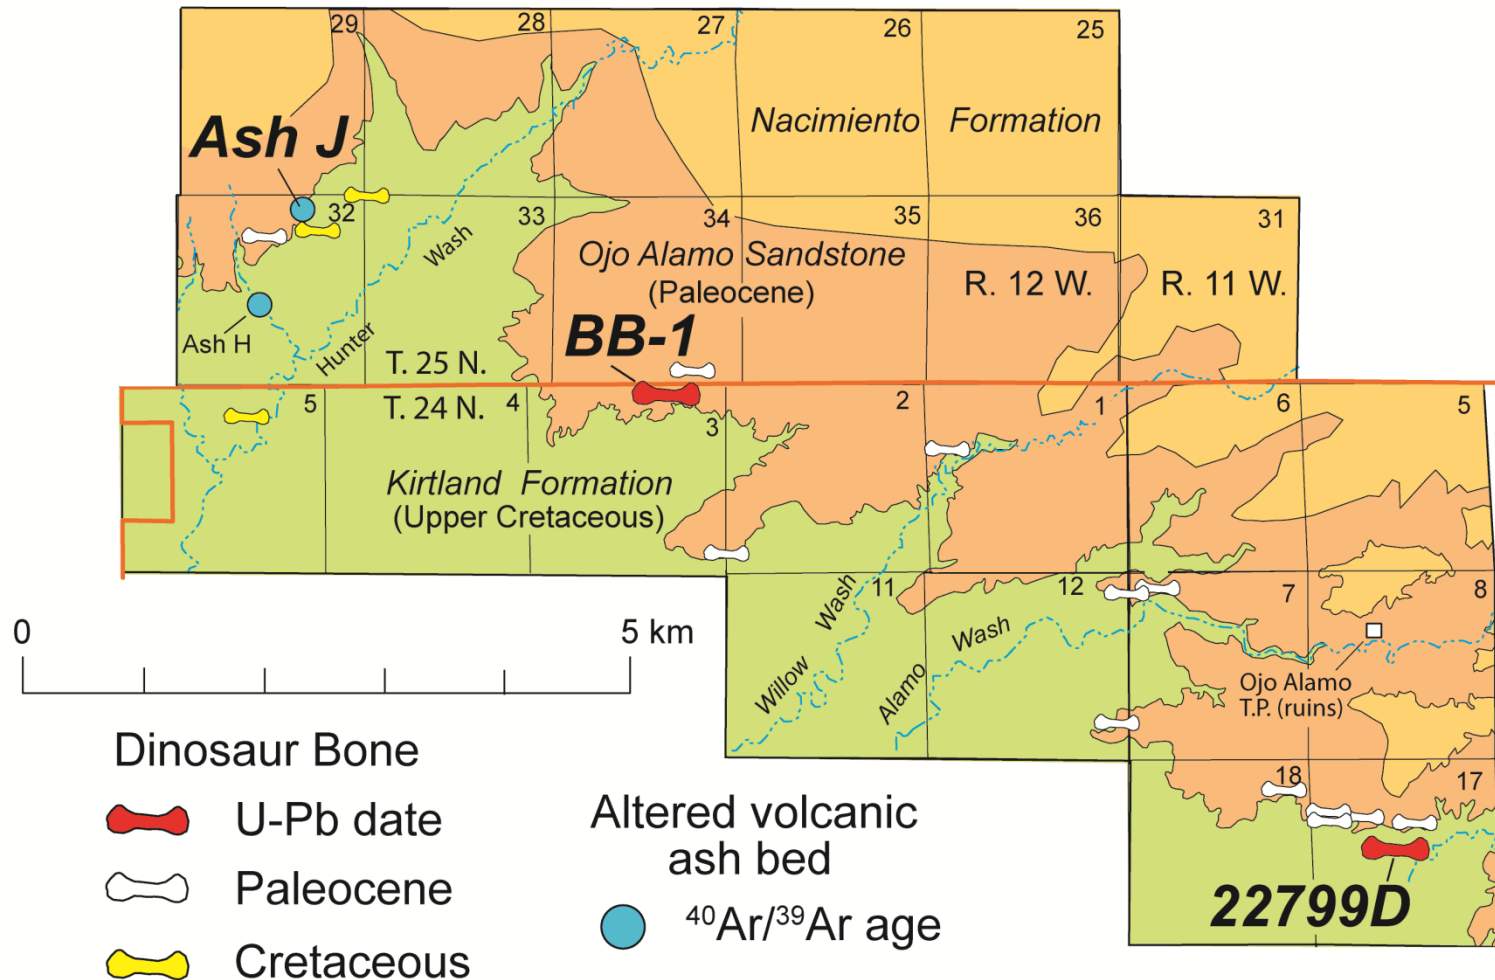 29
28
27
26
25
Ash J
Nacimiento Formation
32
33
34
35
36
31
Wash
Ojo Alamo Sandstone
(Paleocene)
R. 12 W.
R. 11 W.
Ash H
Hunter
BB-1
T. 25 N.
T. 24 N.
5
4
3
2
1
6
5
Kirtland Formation
(Upper Cretaceous)
11
12
7
8
Willow Wash
Alamo Wash
0
5 km
Ojo Alamo
T.P. (ruins)
18
17
22799D
Dinosaur Bone
U-Pb date
Paleocene
Cretaceous
Altered volcanic
ash bed
⁴⁰Ar/³⁹Ar age